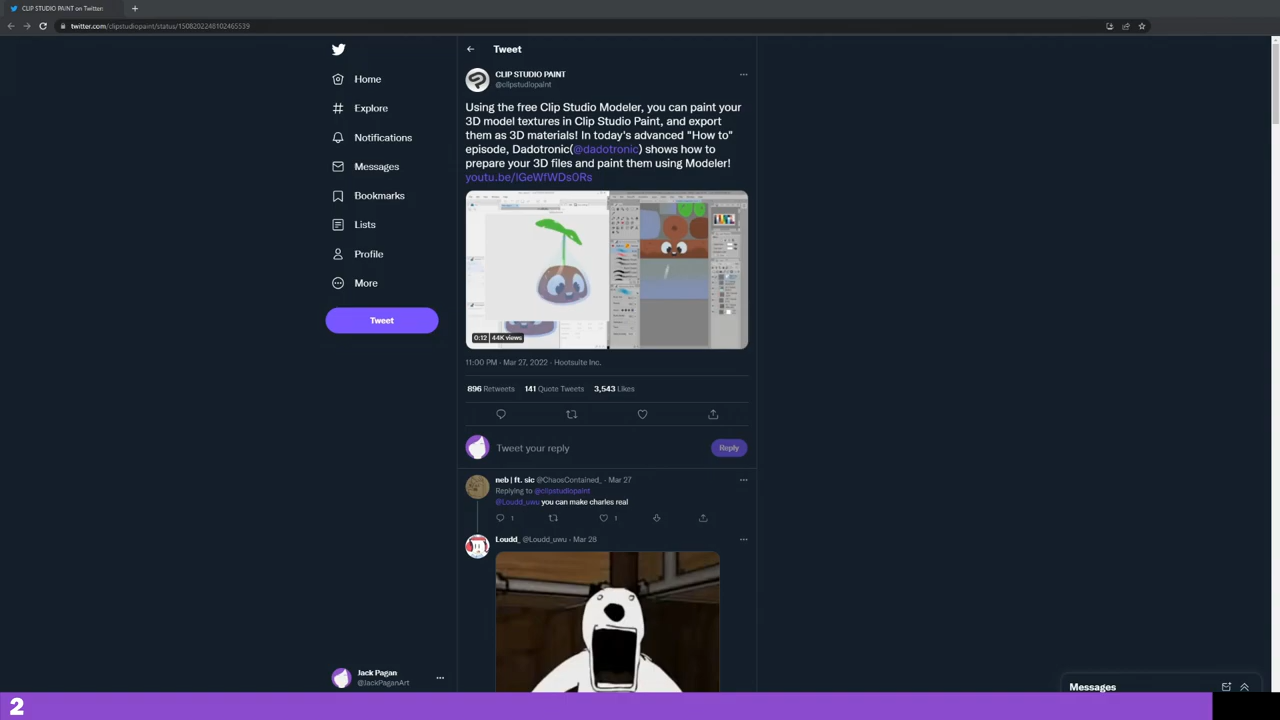 CLIP STUDIO PAINT on Twitter:
twitter.com/clipstudiopaint/status/1508202248102465539
Home
Explore
Notifications
Messages
Bookmarks
Lists
Profile
More
Tweet
Jack Pagan
@JackPaganArt
Tweet
CLIP STUDIO PAINT
@clipstudiopaint
Using the free Clip Studio Modeler, you can paint your
3D model textures in Clip Studio Paint, and export
them as 3D materials! In today's advanced "How to"
episode, Dadotronic(@dadotronic) shows how to
prepare your 3D files and paint them using Modeler!
youtu.be/lGeWfWDs0Rs
0:12 44K views
11:00 PM · Mar 27, 2022 · Hootsuite Inc.
896 Retweets 141 Quote Tweets 3,543 Likes
Tweet your reply
Reply
neb | ft. sic @ChaosContained_ · Mar 27
Replying to @clipstudiopaint
@Loudd_uwu you can make charles real
1 1
Loudd_ @Loudd_uwu · Mar 28
Messages
2